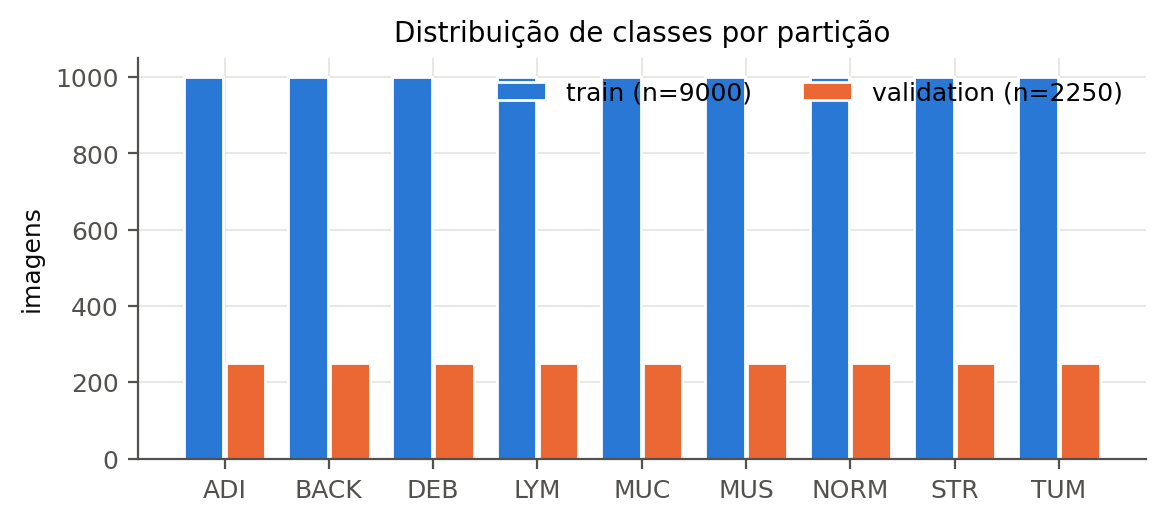 Distribuição de classes por partição
train (n=9000) validation (n=2250)
imagens
1000
800
600
400
200
0
ADI BACK DEB LYM MUC MUS NORM STR TUM